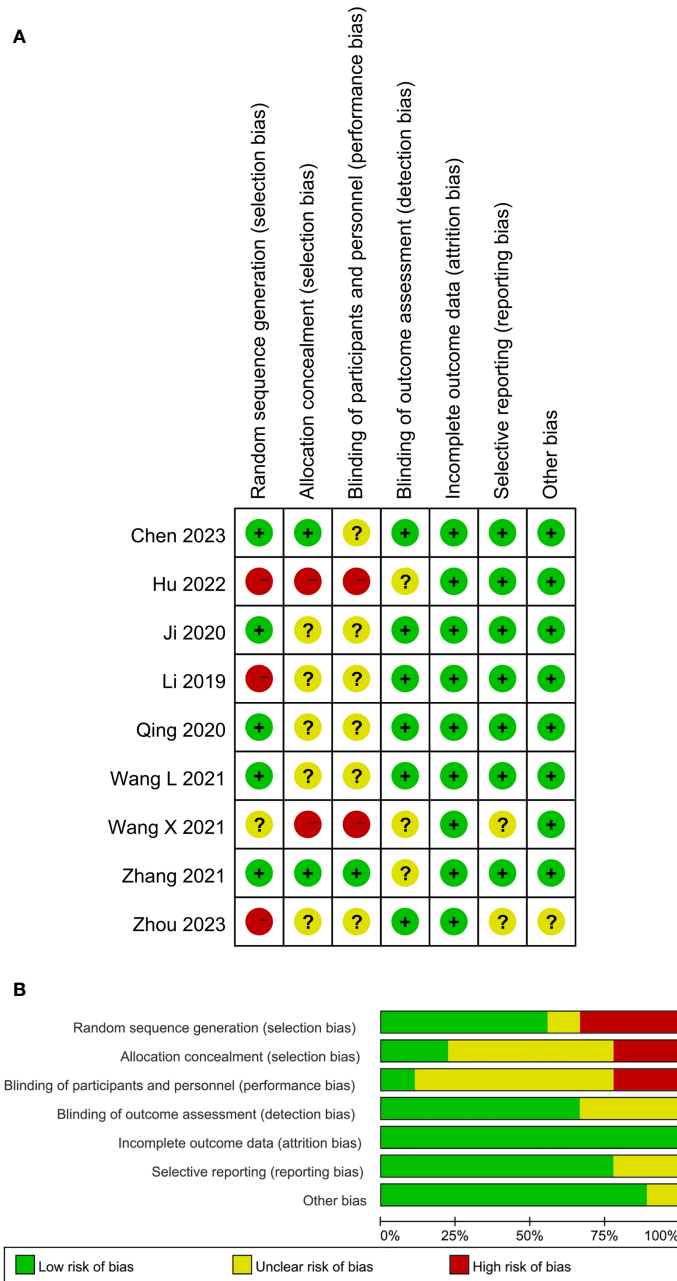 A
Random sequence generation (selection bias)
Allocation concealment (selection bias)
Blinding of participants and personnel (performance bias)
Blinding of outcome assessment (detection bias)
Incomplete outcome data (attrition bias)
Selective reporting (reporting bias)
Other bias
Chen 2023 + + ? + + + +
Hu 2022 – – – ? + + +
Ji 2020 + ? ? + + + +
Li 2019 – ? ? + + + +
Qing 2020 + ? ? + + + +
Wang L 2021 + ? ? + + + +
Wang X 2021 ? – – ? + ? +
Zhang 2021 + + + ? + + +
Zhou 2023 – ? ? + + ? ?
B
Random sequence generation (selection bias)
Allocation concealment (selection bias)
Blinding of participants and personnel (performance bias)
Blinding of outcome assessment (detection bias)
Incomplete outcome data (attrition bias)
Selective reporting (reporting bias)
Other bias
0% 25% 50% 75% 100%
Low risk of bias Unclear risk of bias High risk of bias